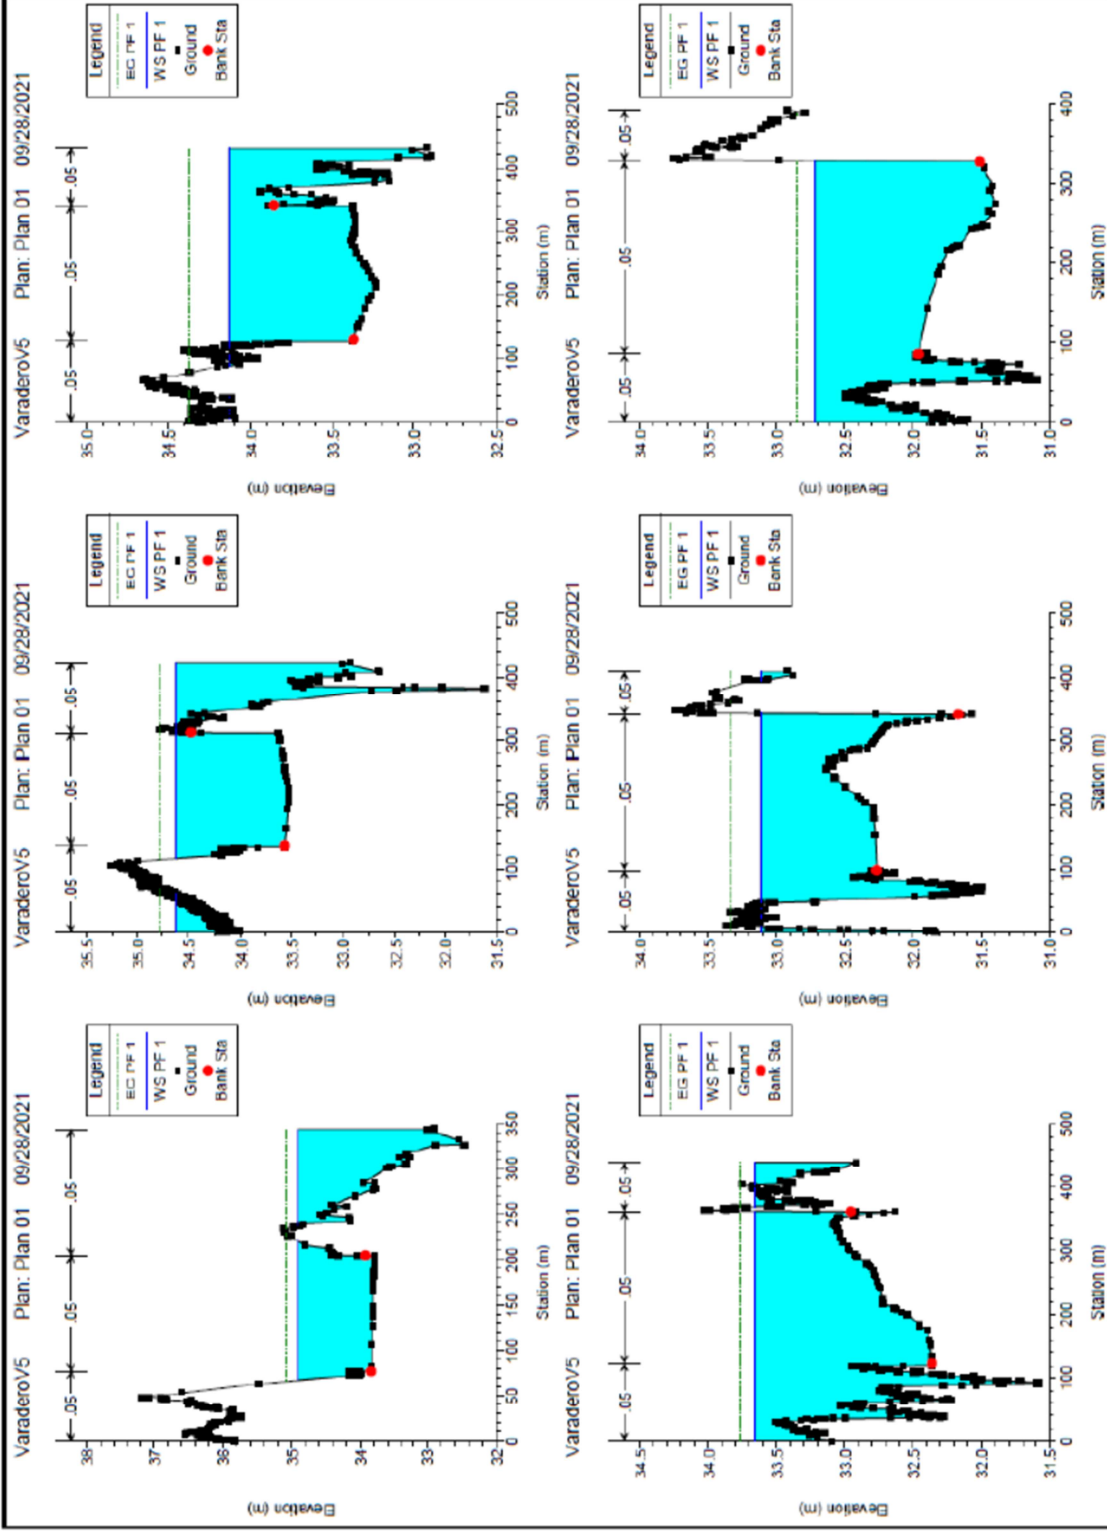 VaraderoV5 Plan: Plan 01 09/28/2021
.05 .05 .05
Legend
EG PF 1
WS PF 1
Ground
Bank Sta
38
37
36
35
34
33
32
Elevation (m)
0 50 100 150 200 250 300 350
Station (m)
VaraderoV5 Plan: Plan 01 09/28/2021
.05 .05 .05
Legend
EG PF 1
WS PF 1
Ground
Bank Sta
35.5
35.0
34.5
34.0
33.5
33.0
32.5
32.0
31.5
Elevation (m)
0 100 200 300 400 500
Station (m)
VaraderoV5 Plan: Plan 01 09/28/2021
.05 .05 .05
Legend
EG PF 1
WS PF 1
Ground
Bank Sta
35.0
34.5
34.0
33.5
33.0
32.5
Elevation (m)
0 100 200 300 400 500
Station (m)
VaraderoV5 Plan: Plan 01 09/28/2021
.05 .05 .05
Legend
EG PF 1
WS PF 1
Ground
Bank Sta
34.5
34.0
33.5
33.0
32.5
32.0
31.5
Elevation (m)
0 100 200 300 400 500
Station (m)
VaraderoV5 Plan: Plan 01 09/28/2021
.05 .05 .05
Legend
EG PF 1
WS PF 1
Ground
Bank Sta
34.0
33.5
33.0
32.5
32.0
31.5
31.0
Elevation (m)
0 100 200 300 400 500
Station (m)
VaraderoV5 Plan: Plan 01 09/28/2021
.05 .05 .05
Legend
EG PF 1
WS PF 1
Ground
Bank Sta
34.0
33.5
33.0
32.5
32.0
31.5
31.0
Elevation (m)
0 100 200 300 400
Station (m)